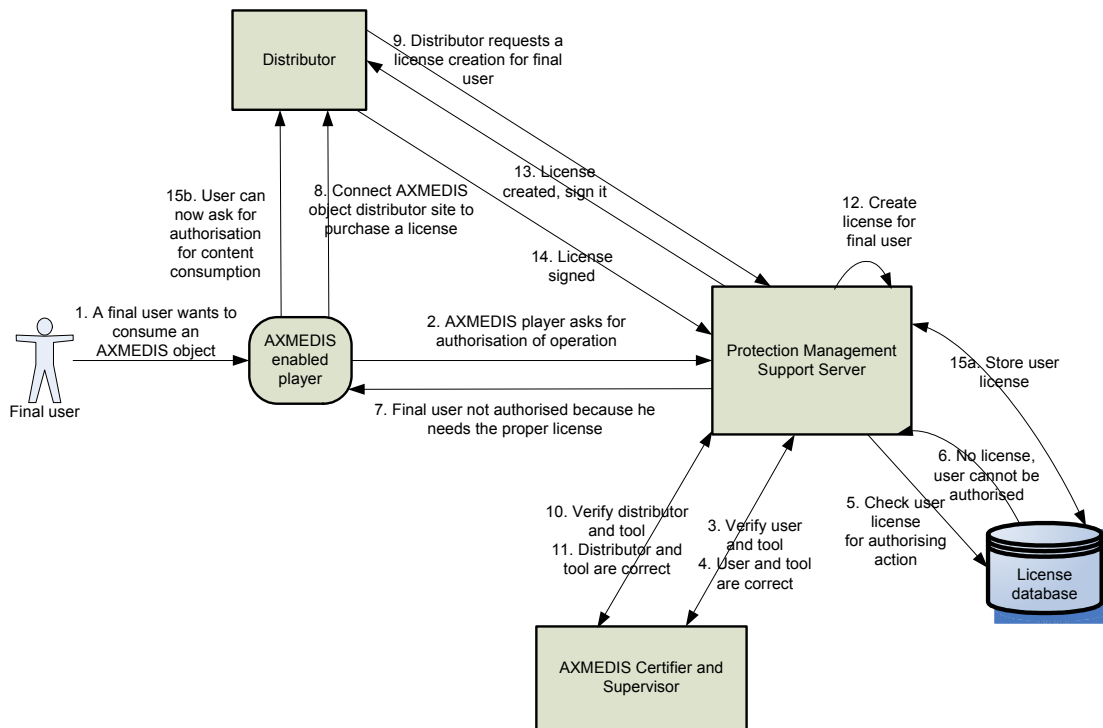 Distributor
9. Distributor requests a
license creation for final
user
13. License
created, sign it
12. Create
license for
final user
15b. User can
now ask for
authorisation
for content
consumption
8. Connect AXMEDIS
object distributor site to
purchase a license
14. License
signed
1. A final user wants to
consume an
AXMEDIS object
Final user
AXMEDIS
enabled
player
2. AXMEDIS player asks for
authorisation of operation
Protection Management
Support Server
15a. Store user
license
7. Final user not authorised because he
needs the proper license
6. No license,
user cannot be
authorised
5. Check user
license
for authorising
action
10. Verify distributor
and tool
11. Distributor and
tool are correct
3. Verify user
and tool
4. User and tool
are correct
License
database
AXMEDIS Certifier and
Supervisor